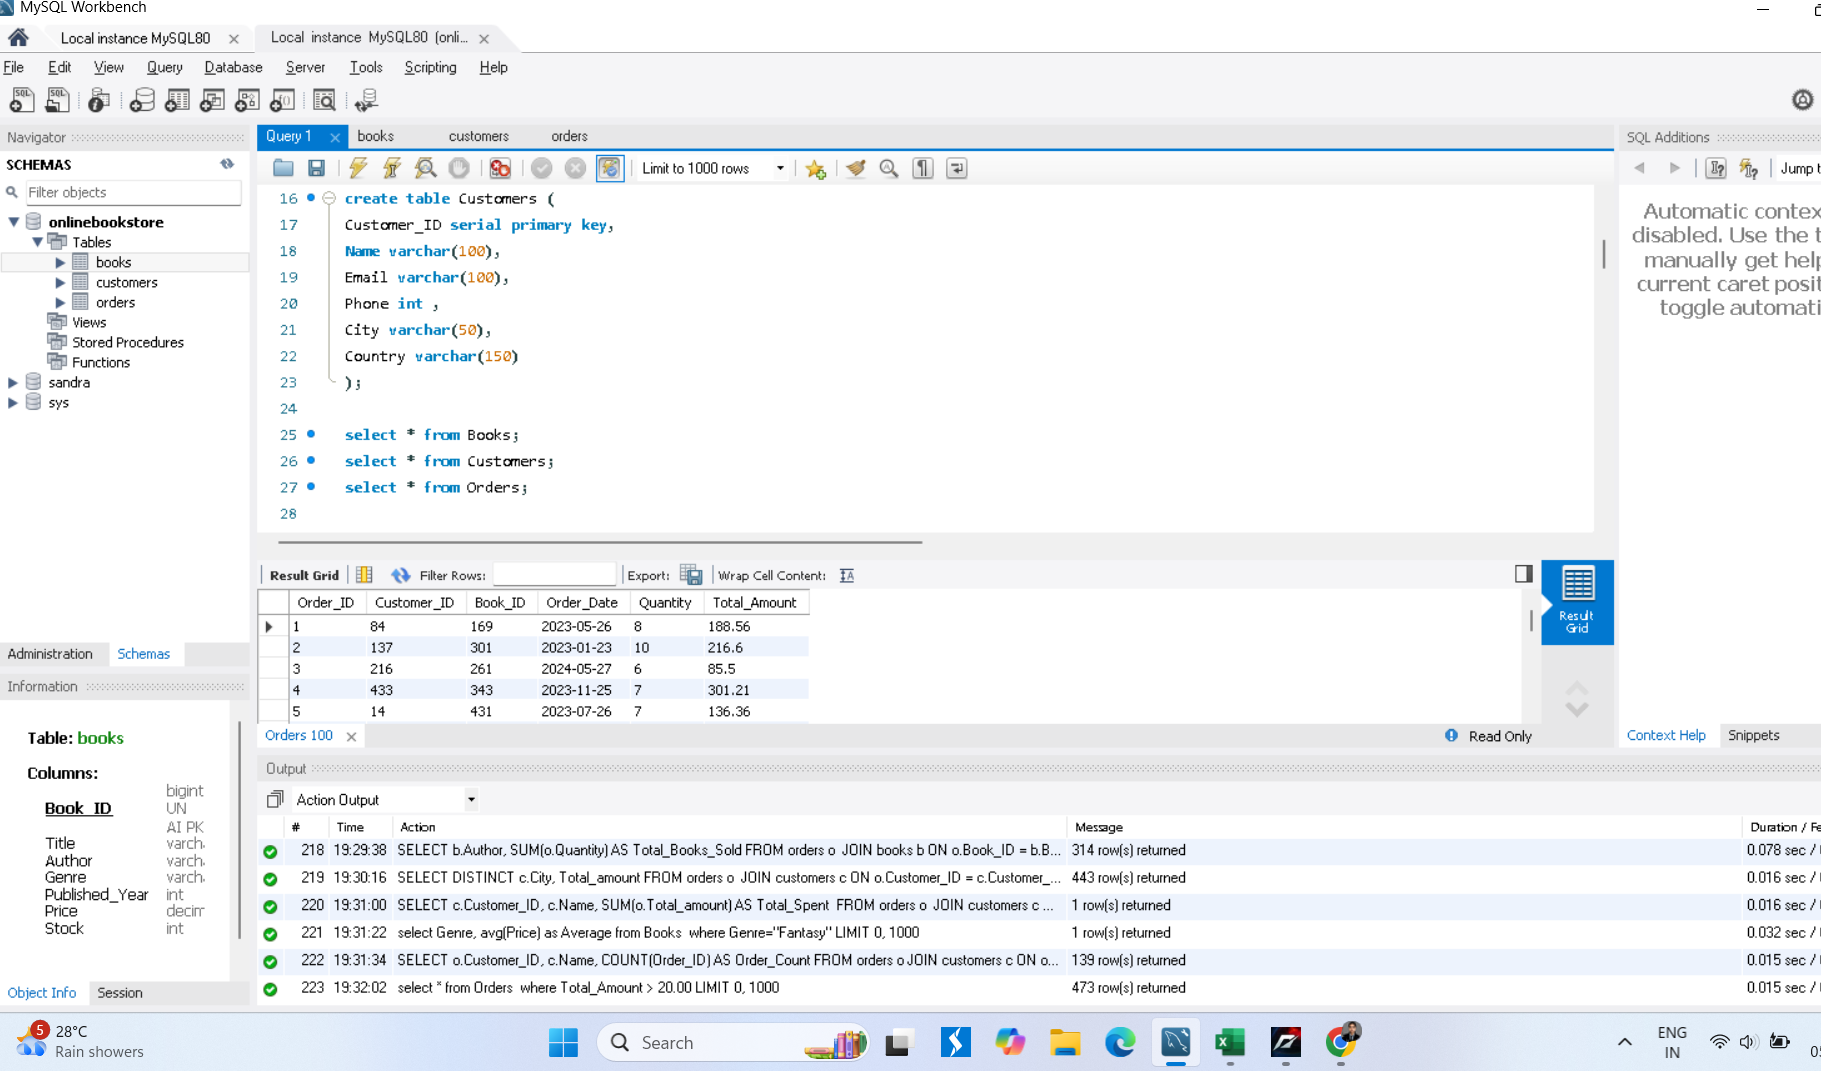 MySQL Workbench
Local instance MySQL80
Local instance MySQL80 (onli...
File Edit View Query Database Server Tools Scripting Help
Navigator
SCHEMAS
Filter objects
onlinebookstore
Tables
books
customers
orders
Views
Stored Procedures
Functions
sandra
sys
Administration Schemas
Information
Table: books
Columns:
Book_ID bigint UN AI PK
Title varch
Author varch
Genre varch
Published_Year int
Price decim
Stock int
Object Info Session
Query 1 books customers orders
Limit to 1000 rows
16 create table Customers (
17 Customer_ID serial primary key,
18 Name varchar(100),
19 Email varchar(100),
20 Phone int ,
21 City varchar(50),
22 Country varchar(150)
23 );
24
25 select * from Books;
26 select * from Customers;
27 select * from Orders;
28
Result Grid Filter Rows: Export: Wrap Cell Content:
Order_ID Customer_ID Book_ID Order_Date Quantity Total_Amount
1 84 169 2023-05-26 8 188.56
2 137 301 2023-01-23 10 216.6
3 216 261 2024-05-27 6 85.5
4 433 343 2023-11-25 7 301.21
5 14 431 2023-07-26 7 136.36
Result Grid
Orders 100
Read Only
Output
Action Output
# Time Action Message Duration / Fe
218 19:29:38 SELECT b.Author, SUM(o.Quantity) AS Total_Books_Sold FROM orders o JOIN books b ON o.Book_ID = b.B... 314 row(s) returned 0.078 sec /
219 19:30:16 SELECT DISTINCT c.City, Total_amount FROM orders o JOIN customers c ON o.Customer_ID = c.Customer_... 443 row(s) returned 0.016 sec /
220 19:31:00 SELECT c.Customer_ID, c.Name, SUM(o.Total_amount) AS Total_Spent FROM orders o JOIN customers c ... 1 row(s) returned 0.016 sec /
221 19:31:22 select Genre, avg(Price) as Average from Books where Genre="Fantasy" LIMIT 0, 1000 1 row(s) returned 0.032 sec /
222 19:31:34 SELECT o.Customer_ID, c.Name, COUNT(Order_ID) AS Order_Count FROM orders o JOIN customers c ON o... 139 row(s) returned 0.015 sec /
223 19:32:02 select * from Orders where Total_Amount > 20.00 LIMIT 0, 1000 473 row(s) returned 0.015 sec /
SQL Additions
Jump t
Automatic contex
disabled. Use the t
manually get help
current caret posit
toggle automati
Context Help Snippets
5
28°C
Rain showers
Search
ENG
IN